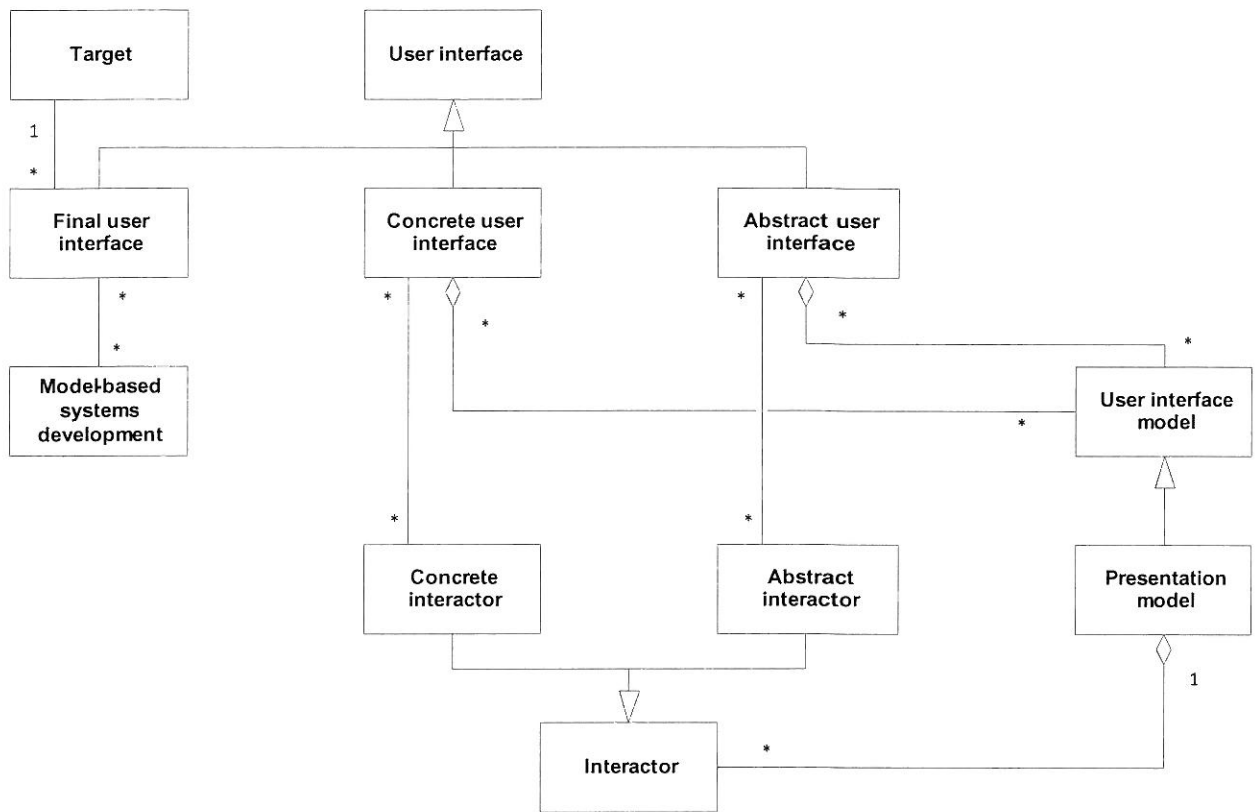 Target
User interface
1
*
Final user
interface
Concrete user
interface
Abstract user
interface
*
*
*
*
*
*
*
Model-based
systems
development
User interface
model
*
*
*
Concrete
interactor
Abstract
interactor
Presentation
model
1
*
Interactor